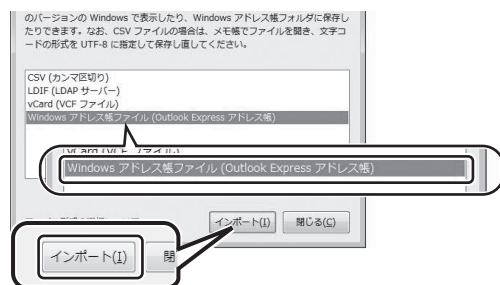 のバージョンの Windows で表示したり、Windows アドレス帳フォルダに保存し
たりできます。なお、CSV ファイルの場合は、メモ帳でファイルを開き、文字コ
ードの形式を UTF-8 に指定して保存し直してください。
CSV (カンマ区切り)
LDIF (LDAP サーバー)
vCard (VCF ファイル)
Windows アドレス帳ファイル (Outlook Express アドレス帳)
vCard (VCF ファイル)
Windows アドレス帳ファイル (Outlook Express アドレス帳)
インポート(I)
閉じる(C)
インポート(I)
閉